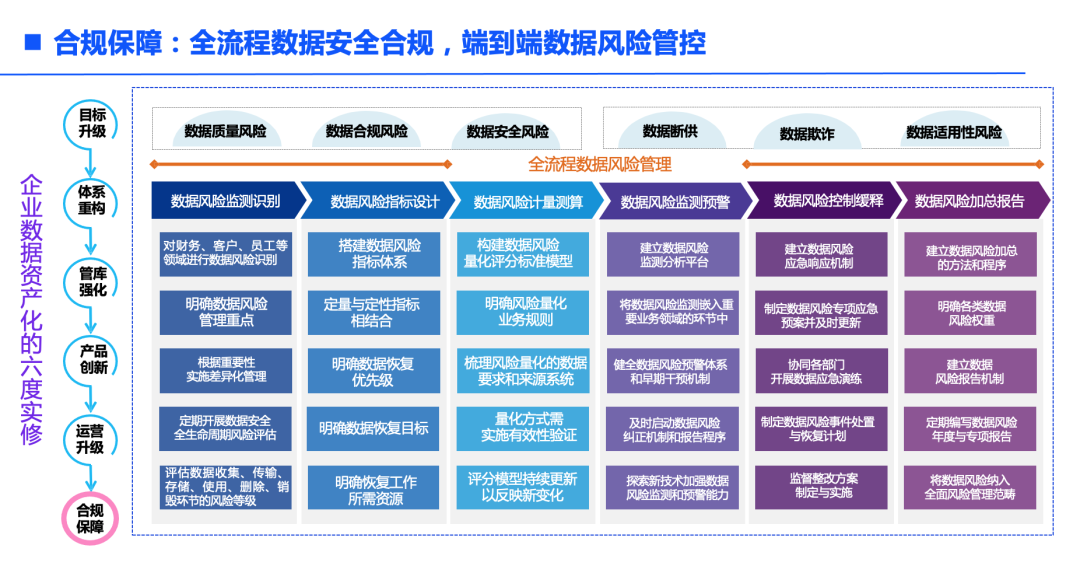 合规保障：全流程数据安全合规，端到端数据风险管控
企业数据资产化的六度实修
目标
升级
体系
重构
管库
强化
产品
创新
运营
升级
合规
保障
数据质量风险
数据合规风险
数据安全风险
数据断供
数据欺诈
数据适用性风险
全流程数据风险管理
数据风险监测识别
数据风险指标设计
数据风险计量测算
数据风险监测预警
数据风险控制缓释
数据风险加总报告
对财务、客户、员工等
领域进行数据风险识别
搭建数据风险
指标体系
构建数据风险
量化评分标准模型
建立数据风险
监测分析平台
建立数据风险
应急响应机制
建立数据风险加总
的方法和程序
明确数据风险
管理重点
定量与定性指标
相结合
明确风险量化
业务规则
将数据风险监测嵌入重
要业务领域的环节中
制定数据风险专项应急
预案并及时更新
明确各类数据
风险权重
根据重要性
实施差异化管理
明确数据恢复
优先级
梳理风险量化的数据
要求和来源系统
健全数据风险预警体系
和早期干预机制
协同各部门
开展数据应急演练
建立数据
风险报告机制
定期开展数据安全
全生命周期风险评估
明确数据恢复目标
量化方式需
实施有效性验证
及时启动数据风险
纠正机制和报告程序
制定数据风险事件处置
与恢复计划
定期编写数据风险
年度与专项报告
评估数据收集、传输、
存储、使用、删除、销
毁环节的风险等级
明确恢复工作
所需资源
评分模型持续更新
以反映新变化
探索新技术加强数据
风险监测和预警能力
监督整改方案
制定与实施
将数据风险纳入
全面风险管理范畴